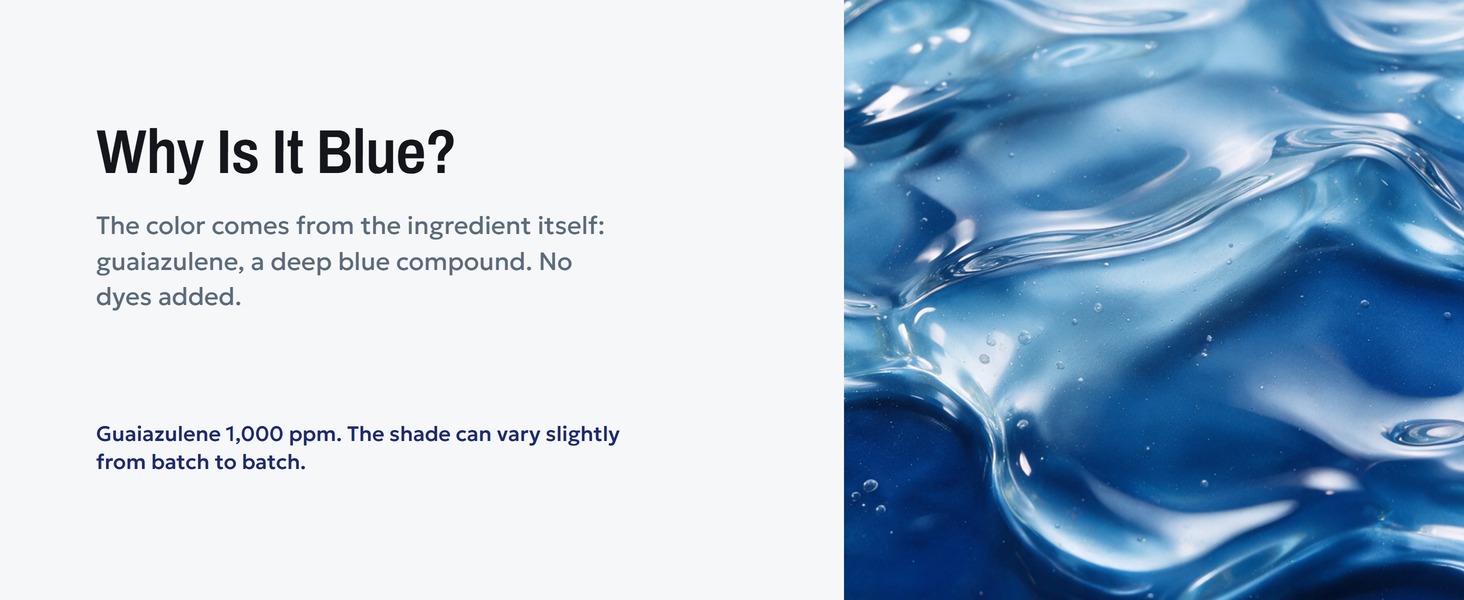 Why Is It Blue?
The color comes from the ingredient itself:
guaiazulene, a deep blue compound. No
dyes added.
Guaiazulene 1,000 ppm. The shade can vary slightly
from batch to batch.